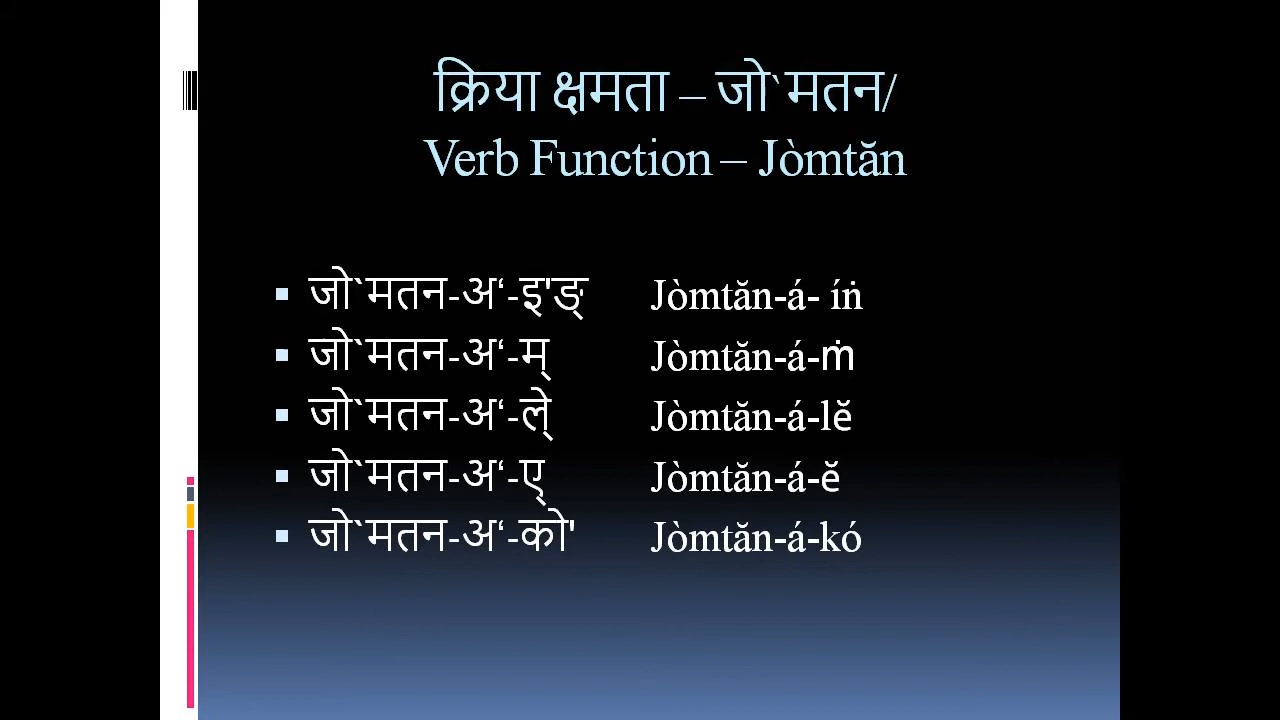 क्रिया क्षमता – जो`मतन/
Verb Function – Jòmtăn
जो`मतन-अ‘-इ'ङ् Jòmtăn-á- íṅ
जो`मतन-अ‘-म् Jòmtăn-á-ṁ
जो`मतन-अ‘-ले् Jòmtăn-á-lĕ
जो`मतन-अ‘-ए् Jòmtăn-á-ĕ
जो`मतन-अ‘-को' Jòmtăn-á-kó